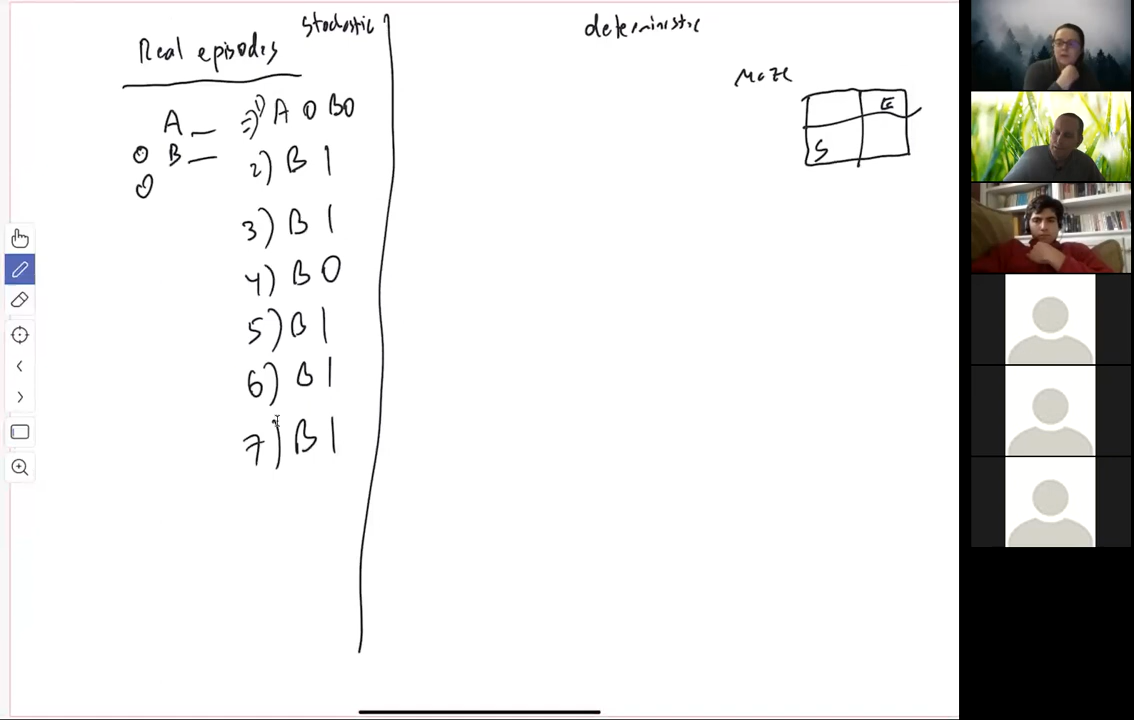 Real episodes
stochastic
A
B
0
1) A 0 B 0
2) B 1
3) B 1
4) B 0
5) B 1
6) B 1
7) B 1
deterministic
Maze
E
S